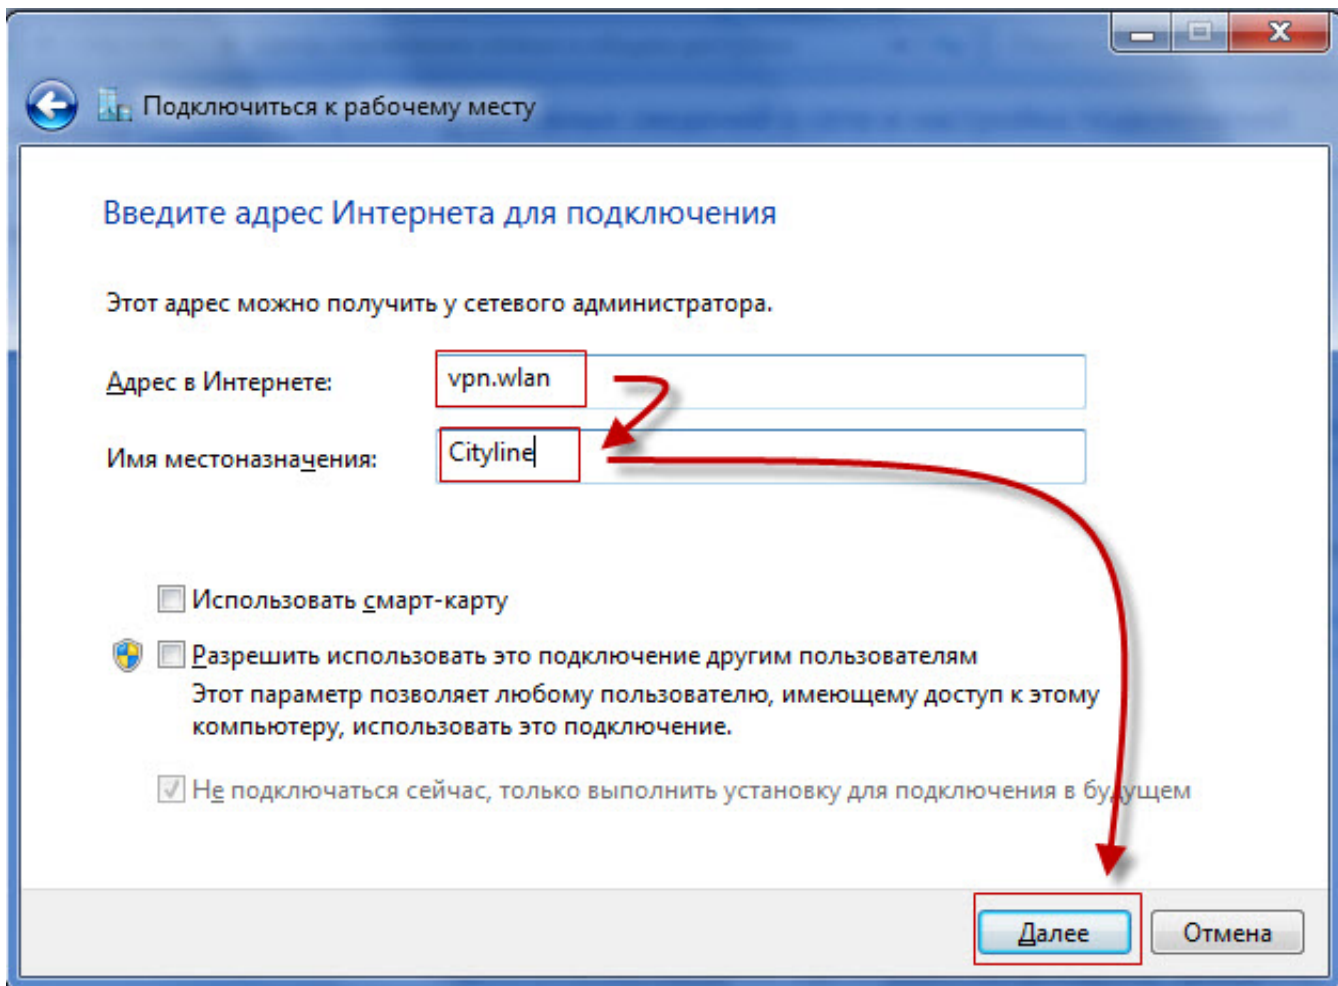 Подключиться к рабочему месту
Введите адрес Интернета для подключения
Этот адрес можно получить у сетевого администратора.
Адрес в Интернете: vpn.wlan
Имя местоназначения: Cityline
Использовать смарт-карту
Разрешить использовать это подключение другим пользователям
Этот параметр позволяет любому пользователю, имеющему доступ к этому
компьютеру, использовать это подключение.
Не подключаться сейчас, только выполнить установку для подключения в будущем
Далее Отмена